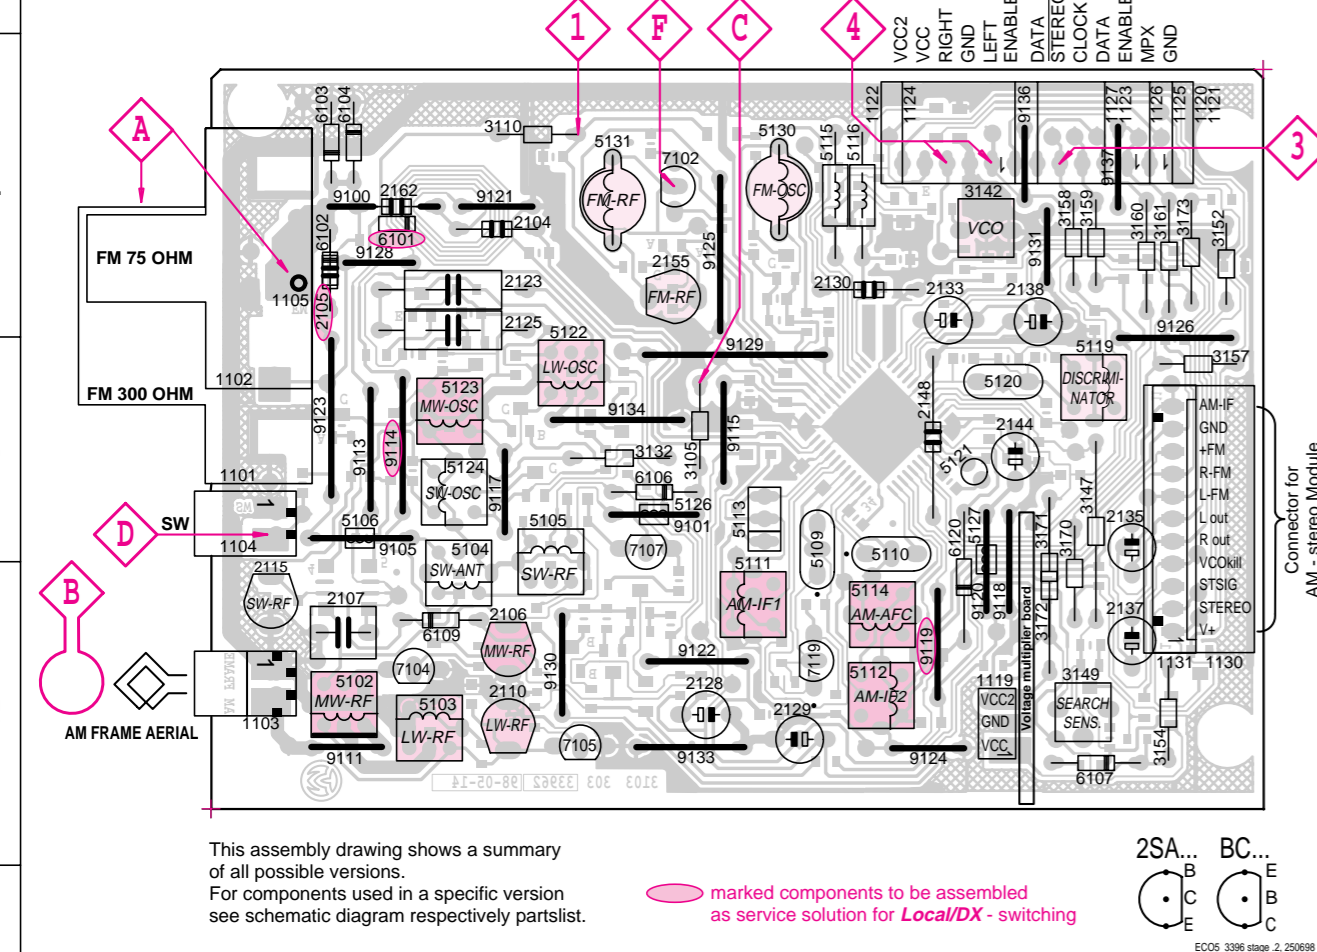 1
F
C
4
VCC2
VCC
RIGHT
GND
LEFT
ENABLE
DATA
STEREO
CLOCK
DATA
ENABLE
MPX
GND
A
3
6103
6104
3110
5131
FM-RF
7102
5130
FM-OSC
5115
5116
1122
1124
9136
1127
1123
1126
1125
1120
1121
9137
9100
2162
9121
2104
6101
6102
9128
3142
VCO
3158
3159
3160
3161
3173
3152
9125
9131
FM 75 OHM
1105
2105
2123
2125
2155
FM-RF
2130
2133
2138
9126
5122
LW-OSC
9129
5119
DISCRIMI-
NATOR
3157
1102
FM 300 OHM
9123
9113
9114
5123
MW-OSC
9134
9115
3105
2148
5120
AM-IF
GND
+FM
R-FM
L-FM
L out
R out
VCOkill
STSIG
STEREO
V+
Connector for
AM - stereo Module
1101
5124
SW-OSC
9117
3132
6106
5126
9101
5121
2144
3147
2135
D
SW
1104
5106
9105
5104
SW-ANT
5105
SW-RF
7107
5113
5109
5110
6120
5127
9120
9118
3171
3170
3172
2137
2115
SW-RF
B
2107
6109
2106
MW-RF
5111
AM-IF1
5114
AM-AFC
9119
7119
Voltage multiplier board
1131
1130
AM FRAME AERIAL
1103
5102
MW-RF
7104
5103
LW-RF
2110
LW-RF
9130
7105
9122
2128
2129
5112
AM-IF2
1119
VCC2
GND
VCC
3149
SEARCH
SENS.
3154
9111
9133
9124
6107
3103 303 33962 98-05-14
This assembly drawing shows a summary
of all possible versions.
For components used in a specific version
see schematic diagram respectively partslist.
marked components to be assembled
as service solution for Local/DX - switching
2SA...
B
C
E
BC...
E
B
C
ECO5 3396 stage .2, 250698